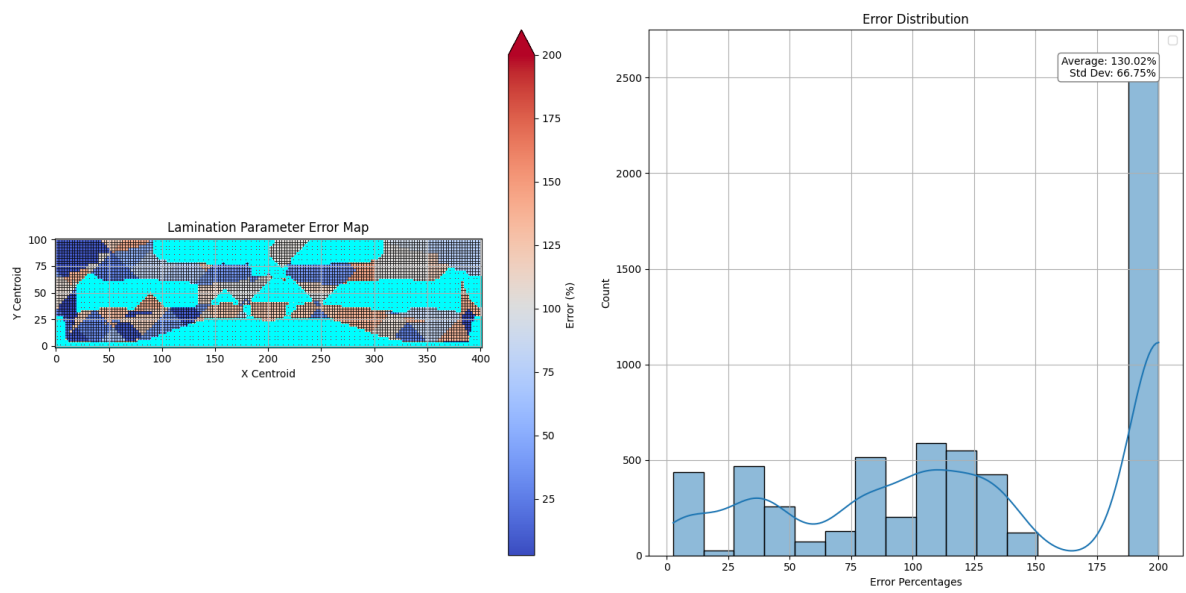 Lamination Parameter Error Map
100
75
50
25
0
Y Centroid
0 50 100 150 200 250 300 350 400
X Centroid
200
175
150
125
100
75
50
25
Error (%)
Error Distribution
Average: 130.02%
Std Dev: 66.75%
2500
2000
1500
1000
500
0
Count
0 25 50 75 100 125 150 175 200
Error Percentages